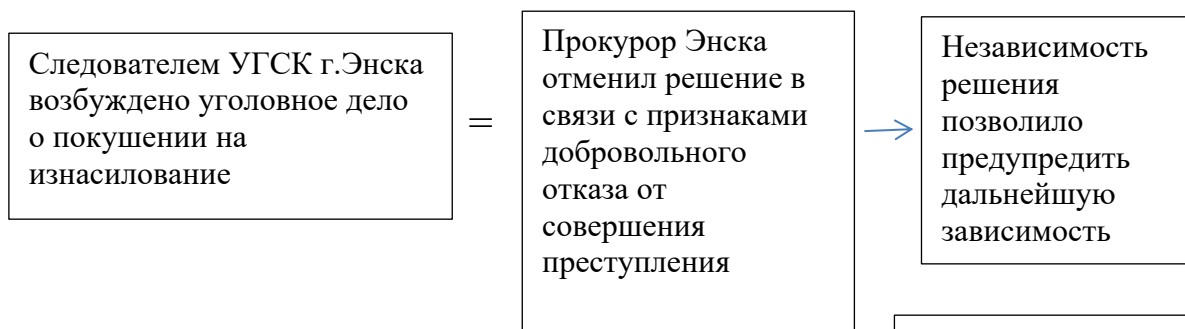 Следователем УГСК г.Энска
возбуждено уголовное дело
о покушении на
изнасилование
=
Прокурор Энска
отменил решение в
связи с признаками
добровольного
отказа от
совершения
преступления
Независимость
решения
позволило
предупредить
дальнейшую
зависимость